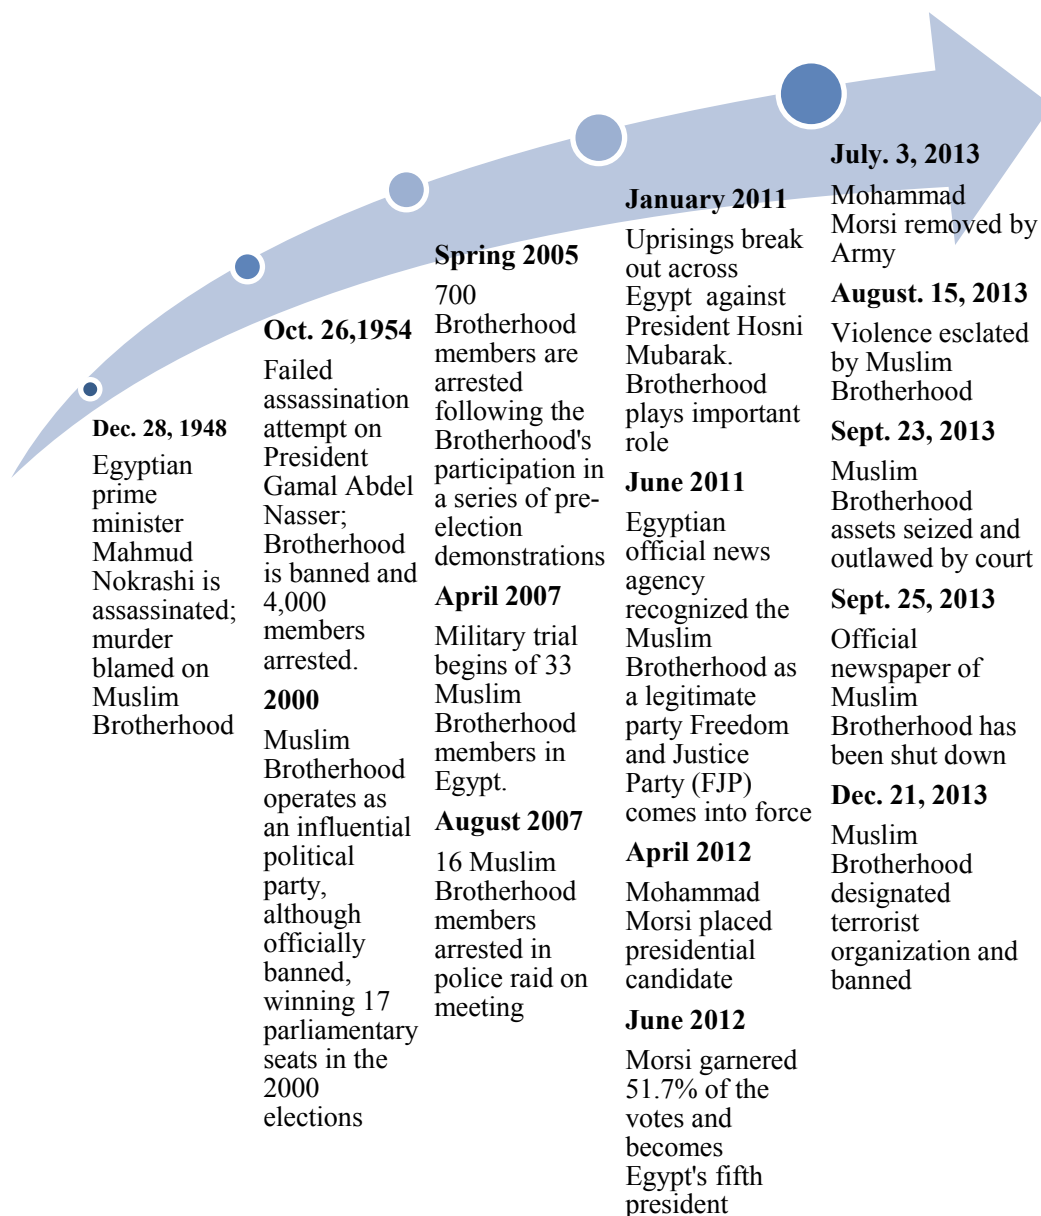 Dec. 28, 1948
Egyptian
prime
minister
Mahmud
Nokrashi is
assassinated;
murder
blamed on
Muslim
Brotherhood
Oct. 26,1954
Failed
assassination
attempt on
President
Gamal Abdel
Nasser;
Brotherhood
is banned and
4,000
members
arrested.
2000
Muslim
Brotherhood
operates as
an influential
political
party,
although
officially
banned,
winning 17
parliamentary
seats in the
2000
elections
Spring 2005
700
Brotherhood
members are
arrested
following the
Brotherhood's
participation in
a series of pre-
election
demonstrations
April 2007
Military trial
begins of 33
Muslim
Brotherhood
members in
Egypt.
August 2007
16 Muslim
Brotherhood
members
arrested in
police raid on
meeting
January 2011
Uprisings break
out across
Egypt against
President Hosni
Mubarak.
Brotherhood
plays important
role
June 2011
Egyptian
official news
agency
recognized the
Muslim
Brotherhood as
a legitimate
party Freedom
and Justice
Party (FJP)
comes into force
April 2012
Mohammad
Morsi placed
presidential
candidate
June 2012
Morsi garnered
51.7% of the
votes and
becomes
Egypt's fifth
president
July. 3, 2013
Mohammad
Morsi removed by
Army
August. 15, 2013
Violence esclated
by Muslim
Brotherhood
Sept. 23, 2013
Muslim
Brotherhood
assets seized and
outlawed by court
Sept. 25, 2013
Official
newspaper of
Muslim
Brotherhood has
been shut down
Dec. 21, 2013
Muslim
Brotherhood
designated
terrorist
organization and
banned